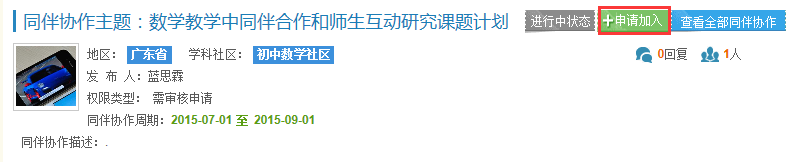 同伴协作主题：数学教学中同伴合作和师生互动研究课题计划 进行中状态 +申请加入 查看全部同伴协作
地区： 广东省 学科社区： 初中数学社区 0回复 1人
发 布 人：蓝思霖
权限类型： 需审核申请
同伴协作周期：2015-07-01 至 2015-09-01
同伴协作描述：.